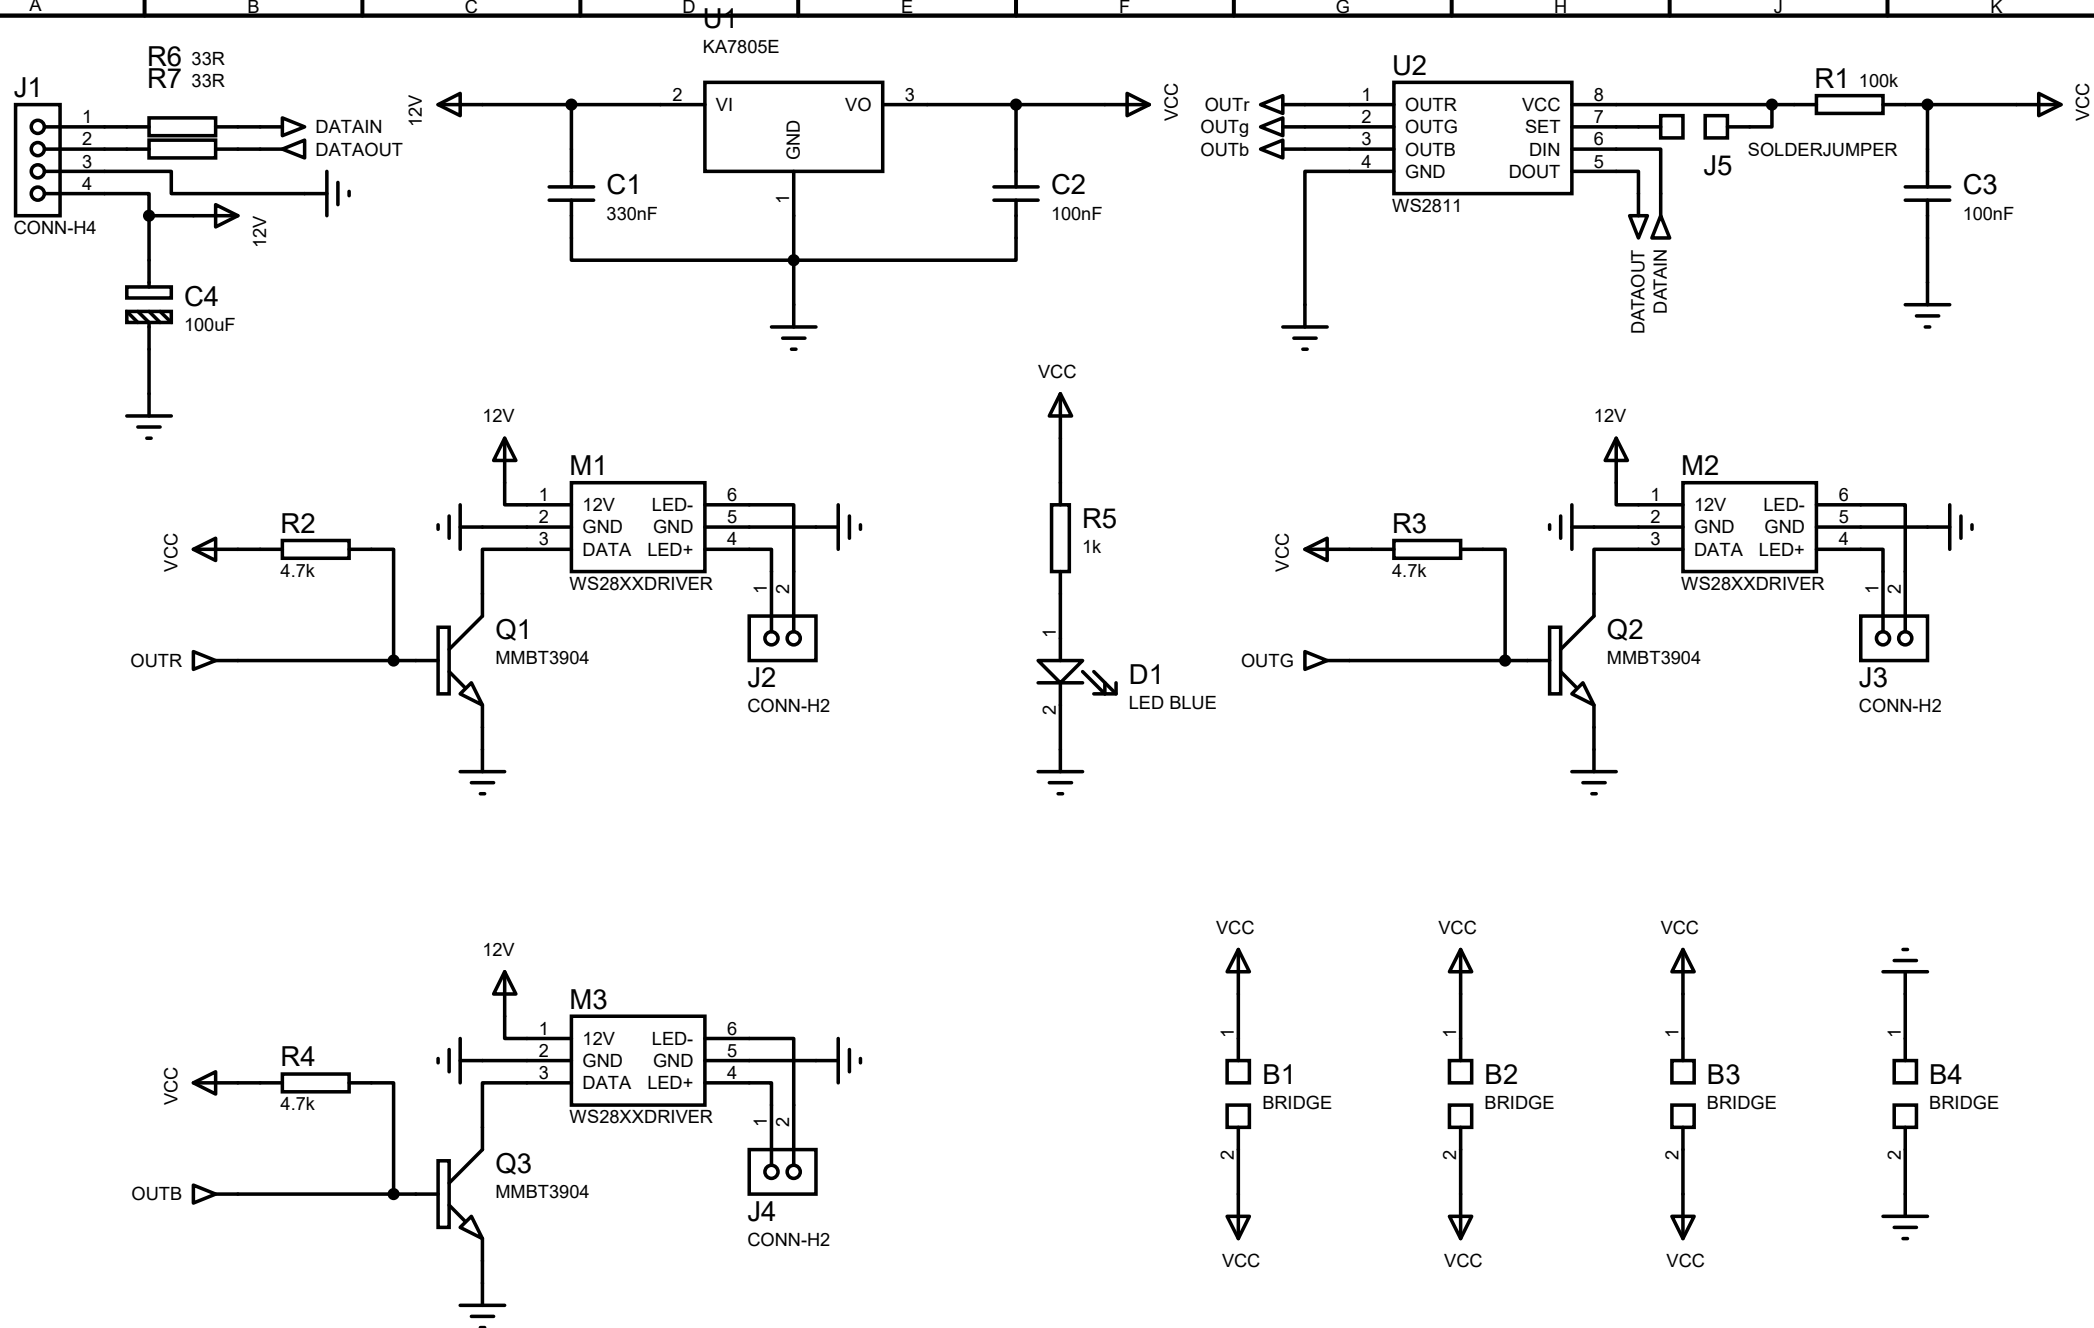 A B C D E F G H J K
U1
KA7805E
R6 33R
R7 33R
J1
1 DATAIN
2 DATAOUT
3
4
CONN-H4
12V
C4
100uF
12V
2 VI VO 3
GND
1
VCC
C1
330nF
C2
100nF
U2
OUTr 1 OUTR VCC 8
OUTg 2 OUTG SET 7
OUTb 3 OUTB DIN 6
4 GND DOUT 5
WS2811
R1 100k
VCC
J5
SOLDERJUMPER
C3
100nF
DATAOUT
DATAIN
12V
M1
1 12V LED- 6
2 GND GND 5
3 DATA LED+ 4
WS28XXDRIVER
VCC
R2
4.7k
1 2
OUTR
Q1
MMBT3904
J2
CONN-H2
VCC
R5
1k
1
D1
LED BLUE
2
12V
M2
1 12V LED- 6
2 GND GND 5
3 DATA LED+ 4
WS28XXDRIVER
VCC
R3
4.7k
1 2
OUTG
Q2
MMBT3904
J3
CONN-H2
12V
M3
1 12V LED- 6
2 GND GND 5
3 DATA LED+ 4
WS28XXDRIVER
VCC
R4
4.7k
1 2
OUTB
Q3
MMBT3904
J4
CONN-H2
VCC VCC VCC
1 1 1 1
B1 B2 B3 B4
BRIDGE BRIDGE BRIDGE BRIDGE
2 2 2 2
VCC VCC VCC